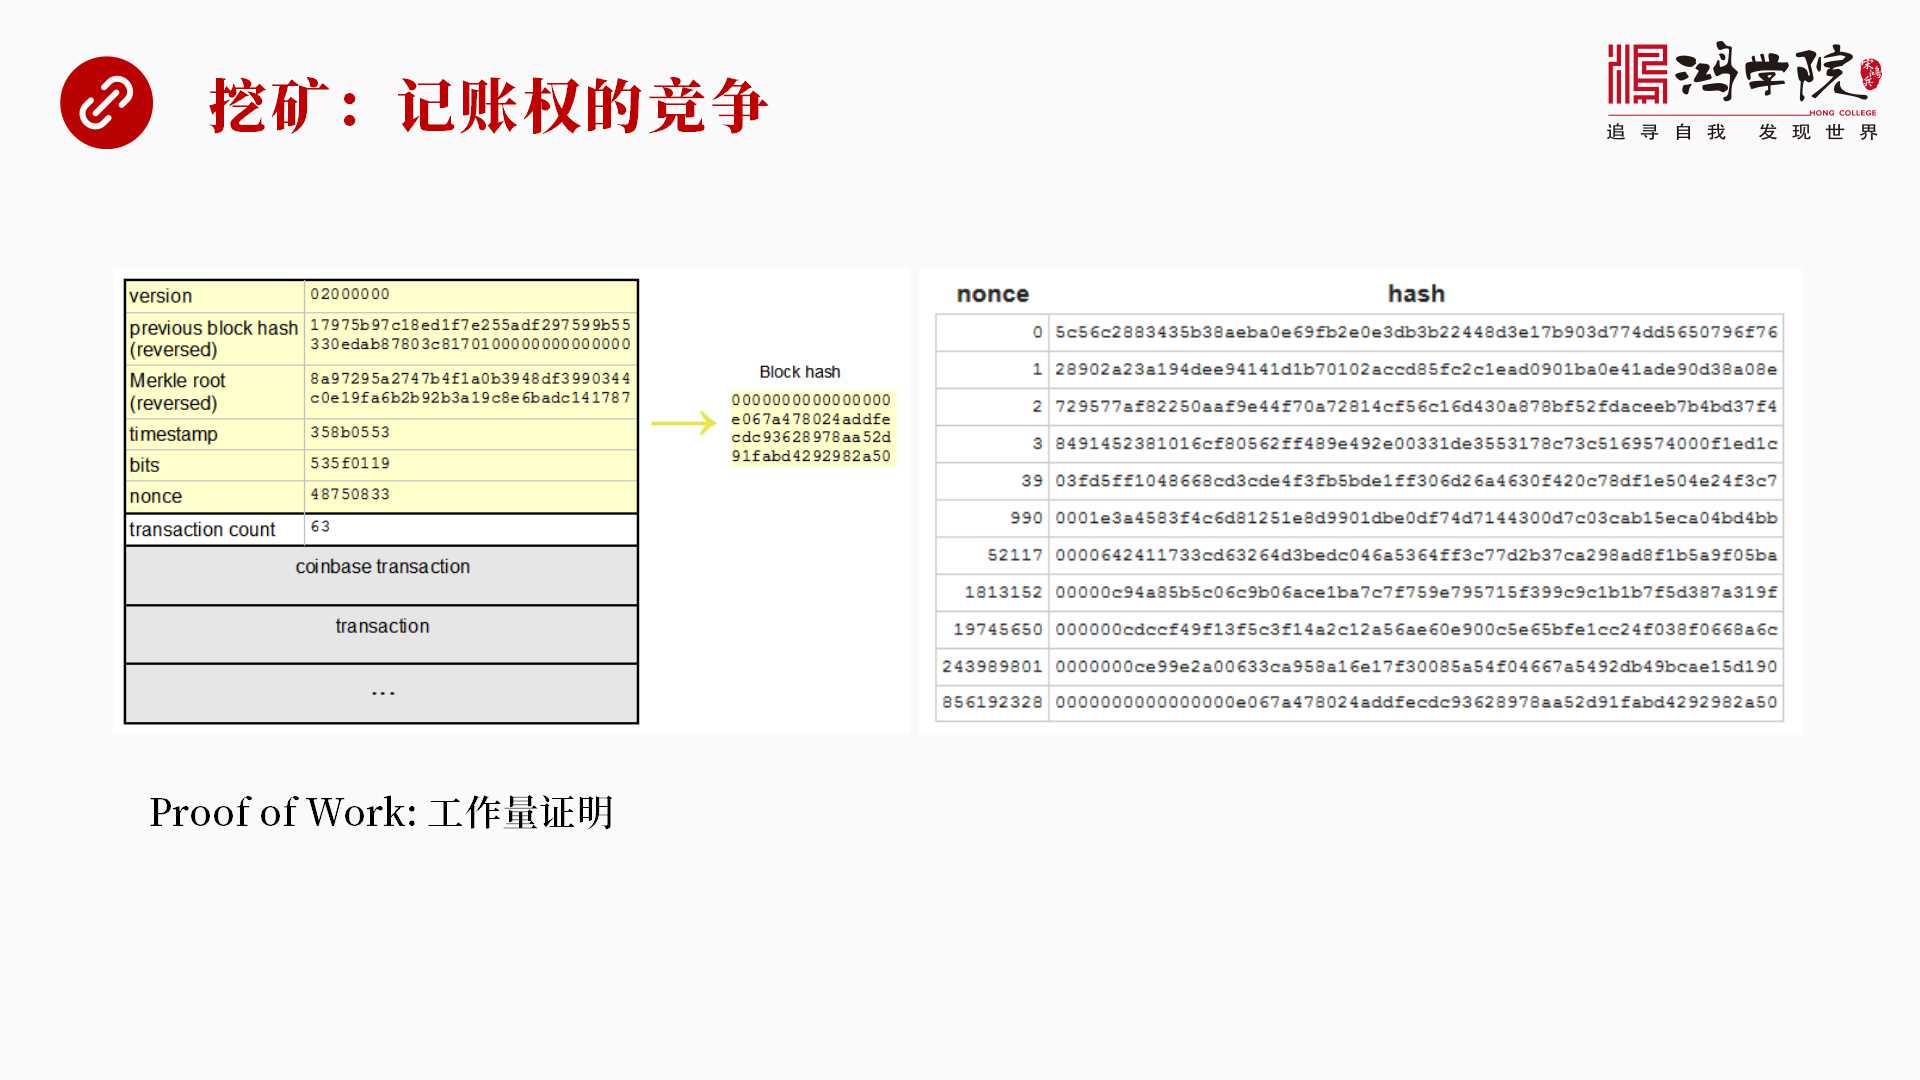 挖矿：记账权的竞争
鸿学院
HONG COLLEGE
追寻自我 发现世界
version 02000000
previous block hash (reversed) 17975b97c18ed1f7e255adf297599b55
330edab87803c8170100000000000000
Merkle root (reversed) 8a97295a2747b4f1a0b3948df3990344
c0e19fa6b2b92b3a19c8e6badc141787
timestamp 358b0553
bits 535f0119
nonce 48750833
transaction count 63
coinbase transaction
transaction
...
Block hash
0000000000000000
e067a478024addfe
cdc93628978aa52d
91fabd4292982a50
nonce hash
0 5c56c2883435b38aeba0e69fb2e0e3db3b22448d3e17b903d774dd5650796f76
1 28902a23a194dee94141d1b70102accd85fc2c1ead0901ba0e41ade90d38a08e
2 729577af82250aaf9e44f70a72814cf56c16d430a878bf52fdaceeb7b4bd37f4
3 8491452381016cf80562ff489e492e00331de3553178c73c5169574000f1ed1c
39 03fd5ff1048668cd3cde4f3fb5bde1ff306d26a4630f420c78df1e504e24f3c7
990 0001e3a4583f4c6d81251e8d9901dbe0df74d7144300d7c03cab15eca04bd4bb
52117 0000642411733cd63264d3bedc046a5364ff3c77d2b37ca298ad8f1b5a9f05ba
1813152 00000c94a85b5c06c9b06ace1ba7c7f759e795715f399c9c1b1b7f5d387a319f
19745650 000000cdccf49f13f5c3f14a2c12a56ae60e900c5e65bfe1cc24f038f0668a6c
243989801 0000000ce99e2a00633ca958a16e17f30085a54f04667a5492db49bcae15d190
856192328 0000000000000000e067a478024addfecdc93628978aa52d91fabd4292982a50
Proof of Work: 工作量证明